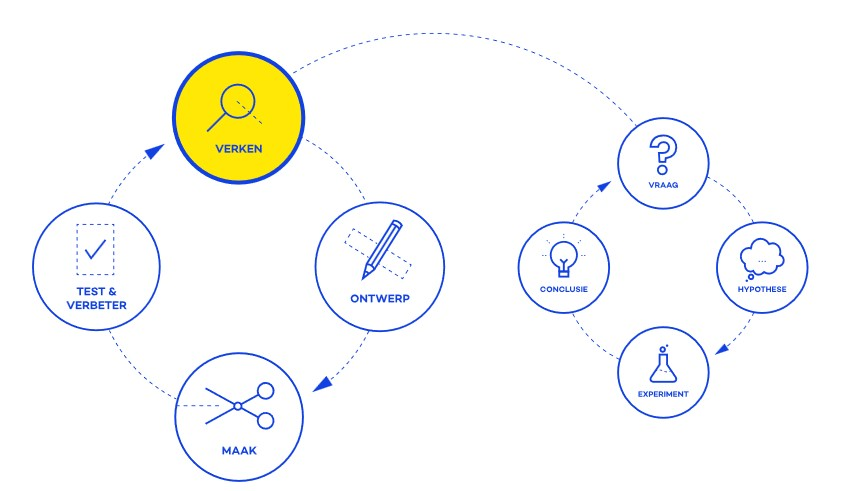 VERKEN
VRAAG
TEST &
VERBETER
ONTWERP
CONCLUSIE
HYPOTHESE
EXPERIMENT
MAAK